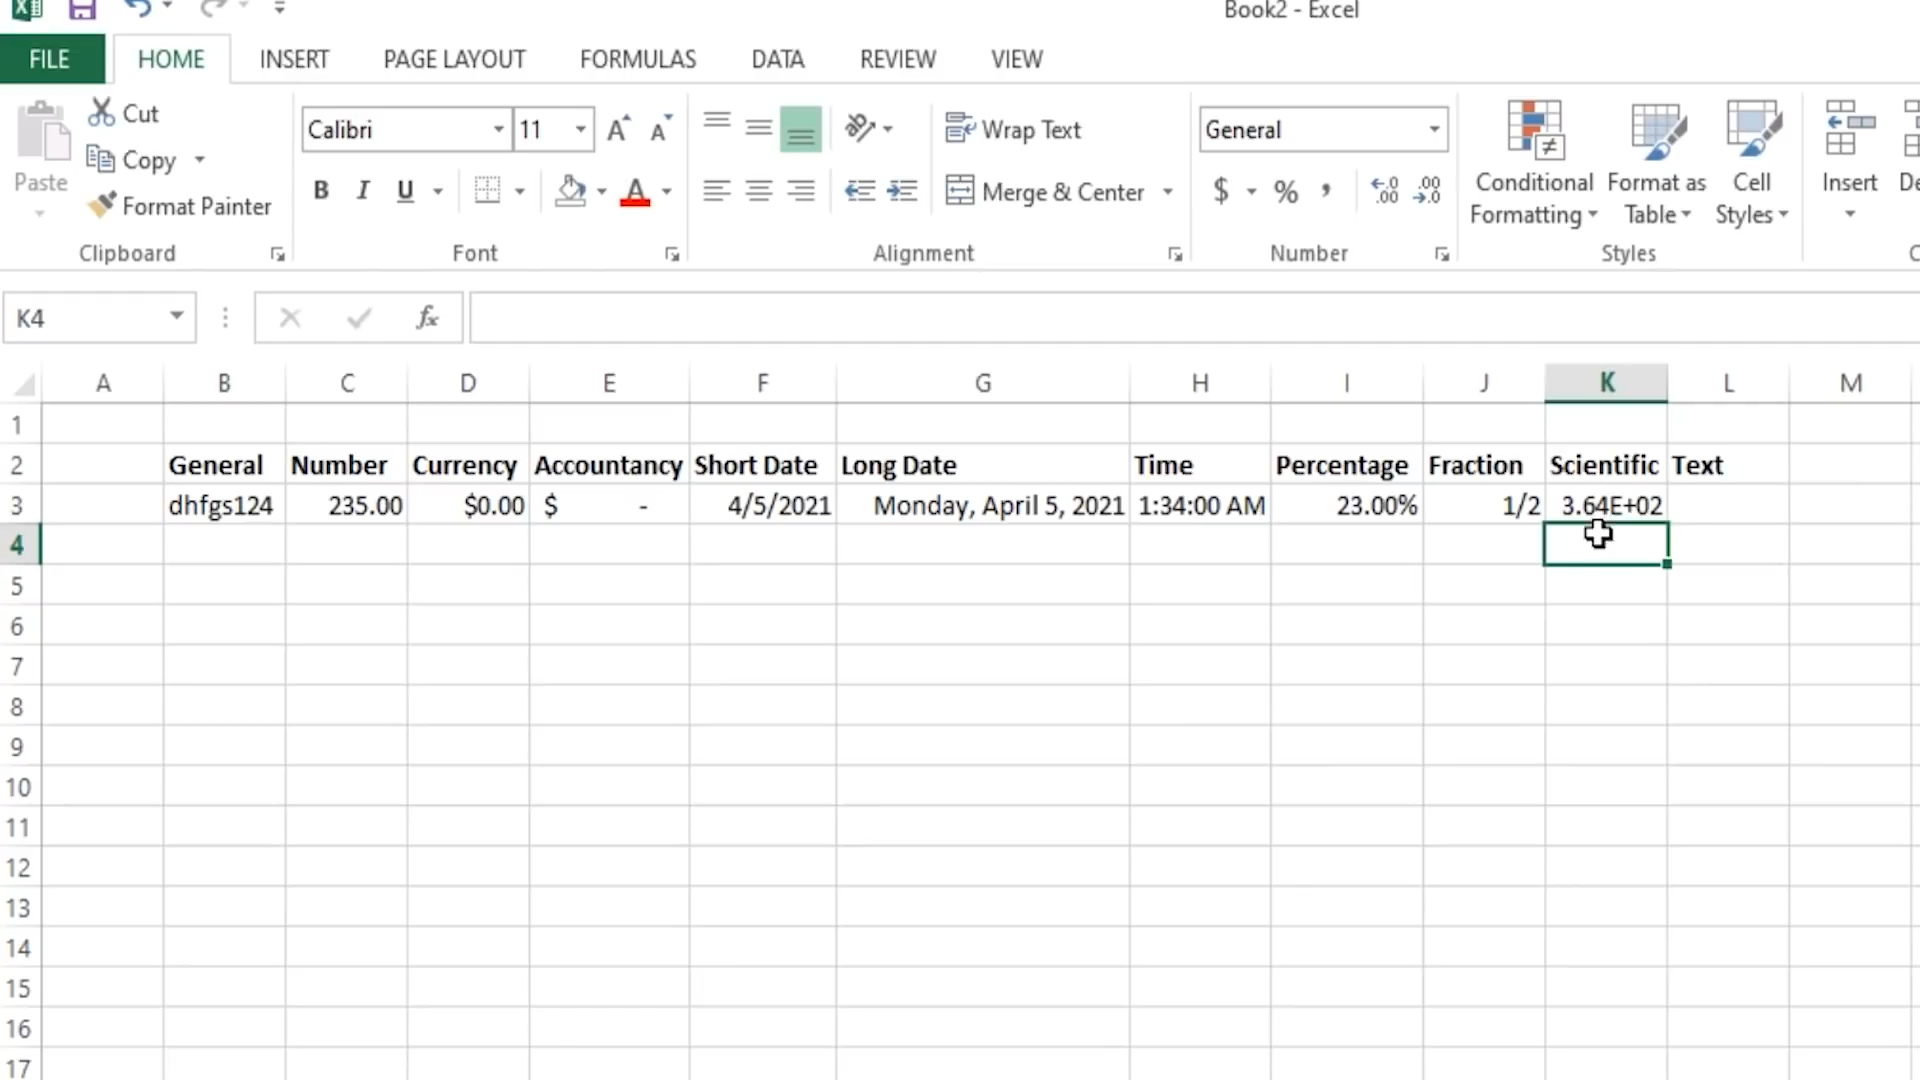 Book2 - Excel
FILE HOME INSERT PAGE LAYOUT FORMULAS DATA REVIEW VIEW
Cut
Copy
Paste
Format Painter
Clipboard
Calibri 11
B I U A
Font
Wrap Text
Merge & Center
Alignment
General
$ % ,
Number
Conditional Formatting
Format as Table
Cell Styles
Styles
Insert
K4
fx
A B C D E F G H I J K L M
1
2 General Number Currency Accountancy Short Date Long Date Time Percentage Fraction Scientific Text
3 dhfgs124 235.00 $0.00 $ - 4/5/2021 Monday, April 5, 2021 1:34:00 AM 23.00% 1/2 3.64E+02
4
5
6
7
8
9
10
11
12
13
14
15
16
17